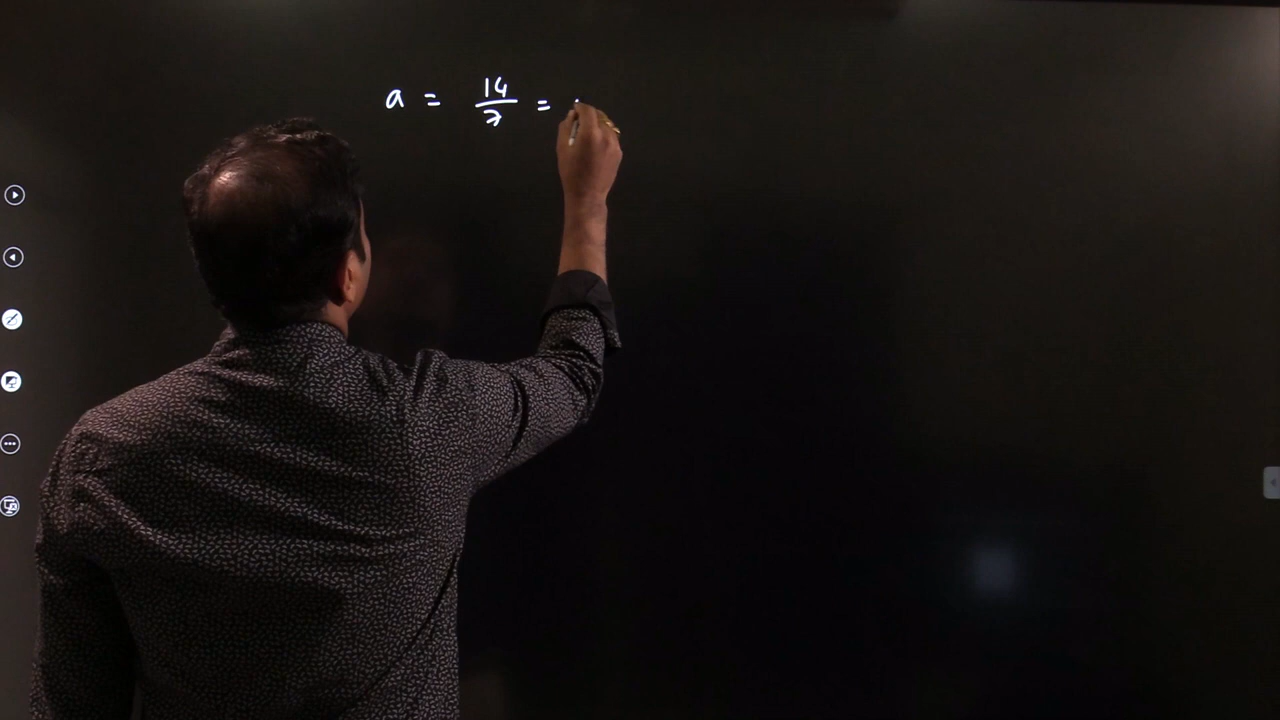 a = 14/7 =